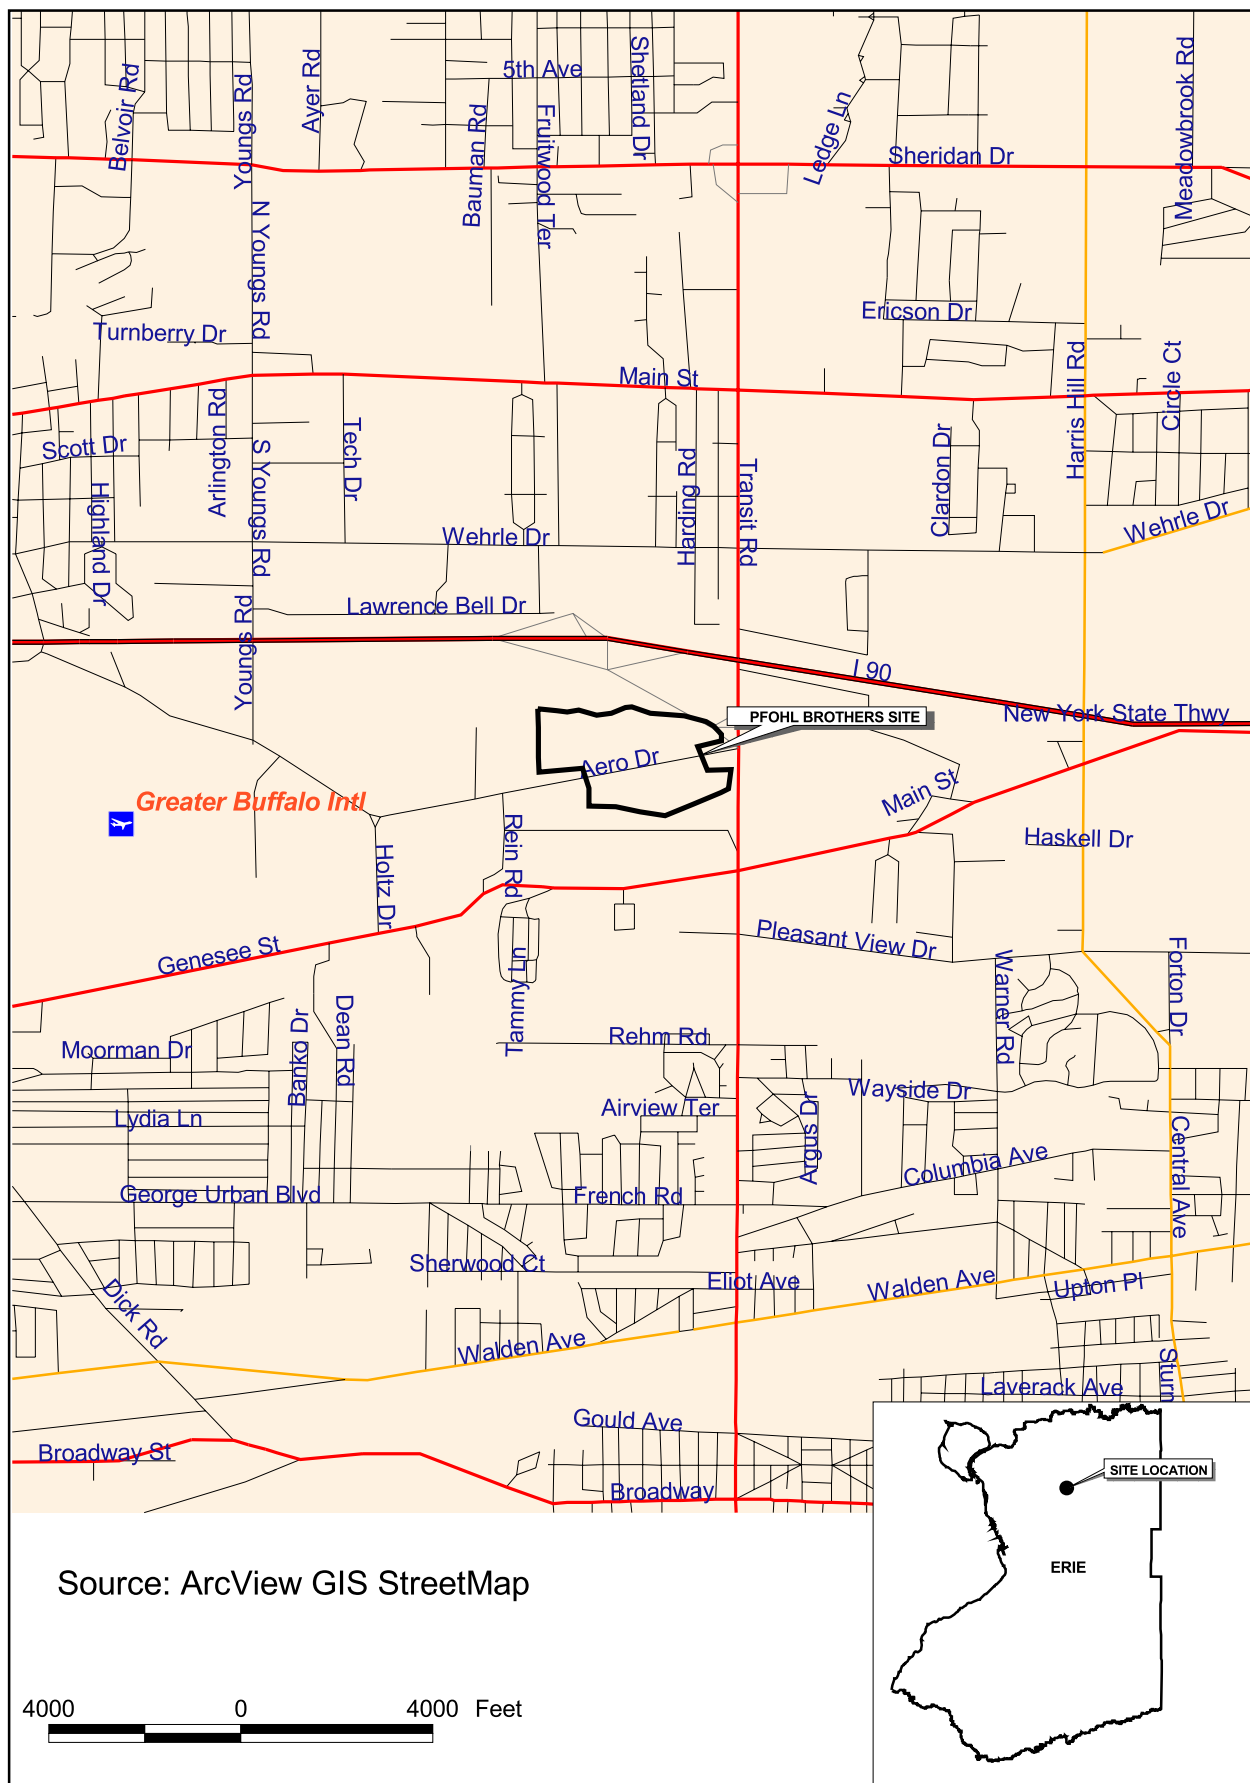 Belvoir Rd
Youngs Rd
Ayer Rd
Bauman Rd
5th Ave
Fruitwood Ter
Shetland Dr
Ledge Ln
Sheridan Dr
Meadowbrook Rd
N Youngs Rd
Turnberry Dr
Ericson Dr
Main St
Harris Hill Rd
Circle Ct
Scott Dr
Arlington Rd
Tech Dr
S Youngs Rd
Highland Dr
Harding Rd
Transit Rd
Clardon Dr
Wehrle Dr
Wehrle Dr
Lawrence Bell Dr
Youngs Rd
I 90
New York State Thwy
PFOHL BROTHERS SITE
Aero Dr
Greater Buffalo Intl
Main St
Haskell Dr
Rein Rd
Holtz Dr
Genesee St
Pleasant View Dr
Tammy Ln
Warner Rd
Forton Dr
Dean Rd
Banko Dr
Moorman Dr
Rehm Rd
Wayside Dr
Airview Ter
Argus Dr
Lydia Ln
Columbia Ave
Central Ave
George Urban Blvd
French Rd
Sherwood Ct
Eliot Ave
Walden Ave
Upton Pl
Dick Rd
Walden Ave
Sturm
Laverack Ave
Gould Ave
Broadway St
Broadway
SITE LOCATION
ERIE
Source: ArcView GIS StreetMap
4000 0 4000 Feet